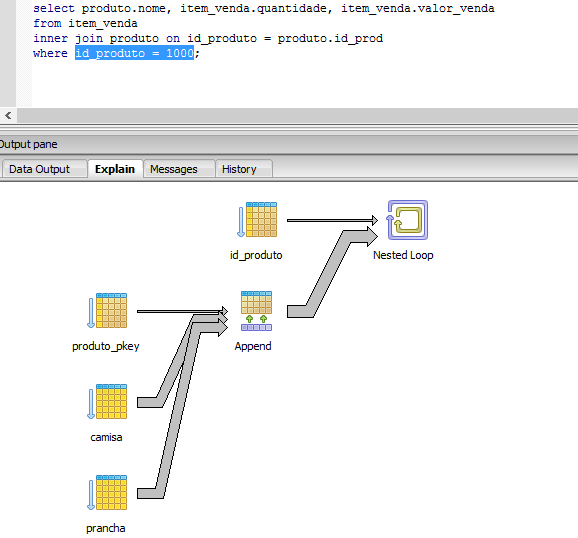 select produto.nome, item_venda.quantidade, item_venda.valor_venda
from item_venda
inner join produto on id_produto = produto.id_prod
where id_produto = 1000;
Output pane
Data Output Explain Messages History
id_produto Nested Loop
produto_pkey Append
camisa
prancha